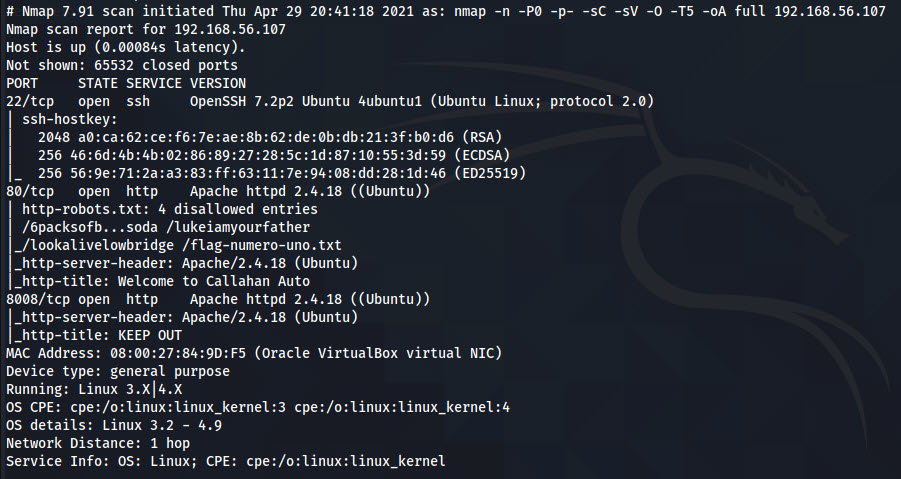 # Nmap 7.91 scan initiated Thu Apr 29 20:41:18 2021 as: nmap -n -P0 -p- -sC -sV -O -T5 -oA full 192.168.56.107
Nmap scan report for 192.168.56.107
Host is up (0.00084s latency).
Not shown: 65532 closed ports
PORT     STATE SERVICE VERSION
22/tcp   open  ssh     OpenSSH 7.2p2 Ubuntu 4ubuntu1 (Ubuntu Linux; protocol 2.0)
| ssh-hostkey:
|   2048 a0:ca:62:ce:f6:7e:ae:8b:62:de:0b:db:21:3f:b0:d6 (RSA)
|   256 46:6d:4b:4b:02:86:89:27:28:5c:1d:87:10:55:3d:59 (ECDSA)
|_  256 56:9e:71:2a:a3:83:ff:63:11:7e:94:08:dd:28:1d:46 (ED25519)
80/tcp   open  http    Apache httpd 2.4.18 ((Ubuntu))
| http-robots.txt: 4 disallowed entries
| /6packsofb...soda /lukeiamyourfather
|_/lookalivelowbridge /flag-numero-uno.txt
|_http-server-header: Apache/2.4.18 (Ubuntu)
|_http-title: Welcome to Callahan Auto
8008/tcp open  http    Apache httpd 2.4.18 ((Ubuntu))
|_http-server-header: Apache/2.4.18 (Ubuntu)
|_http-title: KEEP OUT
MAC Address: 08:00:27:84:9D:F5 (Oracle VirtualBox virtual NIC)
Device type: general purpose
Running: Linux 3.X|4.X
OS CPE: cpe:/o:linux:linux_kernel:3 cpe:/o:linux:linux_kernel:4
OS details: Linux 3.2 - 4.9
Network Distance: 1 hop
Service Info: OS: Linux; CPE: cpe:/o:linux:linux_kernel